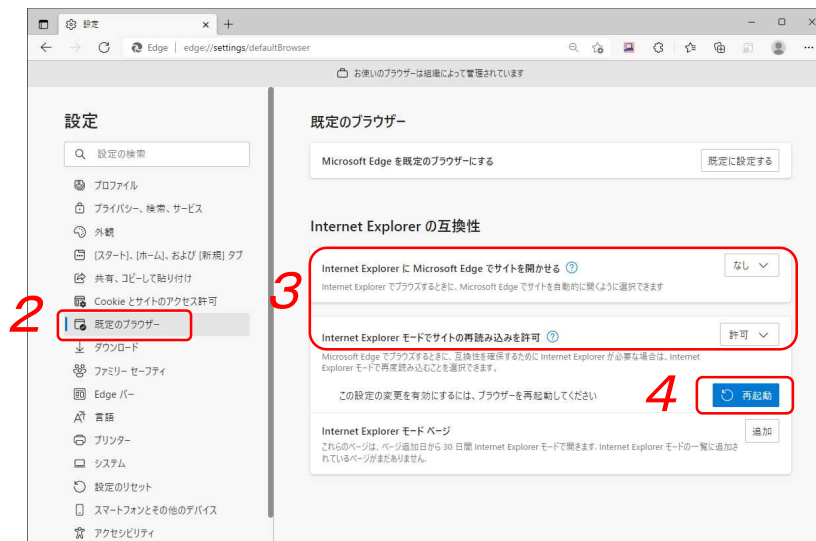 設定
Edge edge://settings/defaultBrowser
お使いのブラウザーは組織によって管理されています
設定
設定の検索
プロファイル
プライバシー、検索、サービス
外観
[スタート]、[ホーム]、および [新規] タブ
共有、コピーして貼り付け
Cookie とサイトのアクセス許可
2
既定のブラウザー
ダウンロード
ファミリー セーフティ
Edge バー
言語
プリンター
システム
設定のリセット
スマートフォンとその他のデバイス
アクセシビリティ
既定のブラウザー
Microsoft Edge を既定のブラウザーにする 既定に設定する
Internet Explorer の互換性
3
Internet Explorer に Microsoft Edge でサイトを開かせる なし
Internet Explorer でブラウズするときに、Microsoft Edge でサイトを自動的に開くように選択できます
Internet Explorer モードでサイトの再読み込みを許可 許可
Microsoft Edge でブラウズするときに、互換性を確保するために Internet Explorer が必要な場合は、Internet
Explorer モードで再度読み込むことを選択できます。
この設定の変更を有効にするには、ブラウザーを再起動してください 4 再起動
Internet Explorer モード ページ 追加
これらのページは、ページ追加日から 30 日間 Internet Explorer モードで開きます。Internet Explorer モードの一覧に追加さ
れているページがまだありません。